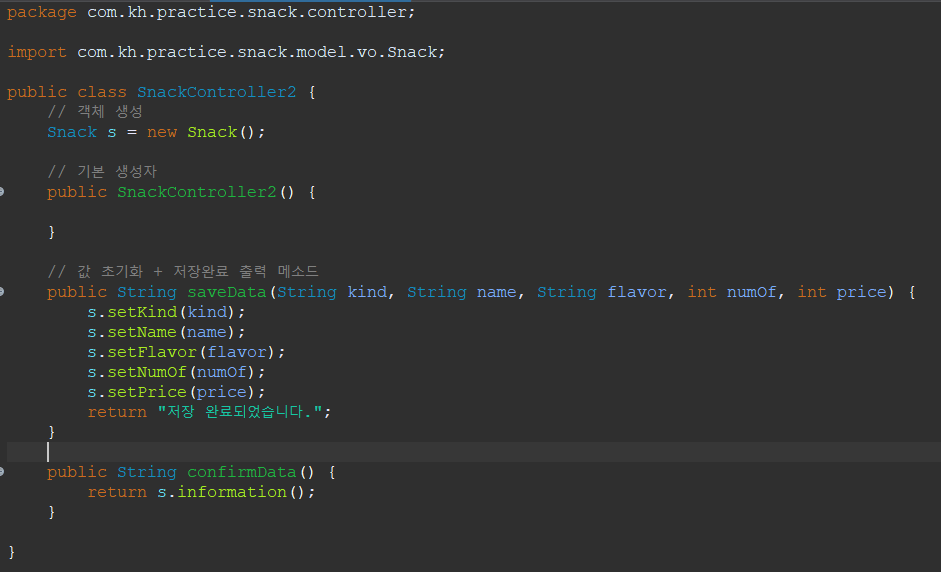 package com.kh.practice.snack.controller;
import com.kh.practice.snack.model.vo.Snack;
public class SnackController2 {
// 객체 생성
Snack s = new Snack();
// 기본 생성자
public SnackController2() {
}
// 값 초기화 + 저장완료 출력 메소드
public String saveData(String kind, String name, String flavor, int numOf, int price) {
s.setKind(kind);
s.setName(name);
s.setFlavor(flavor);
s.setNumOf(numOf);
s.setPrice(price);
return "저장 완료되었습니다.";
}
public String confirmData() {
return s.information();
}
}